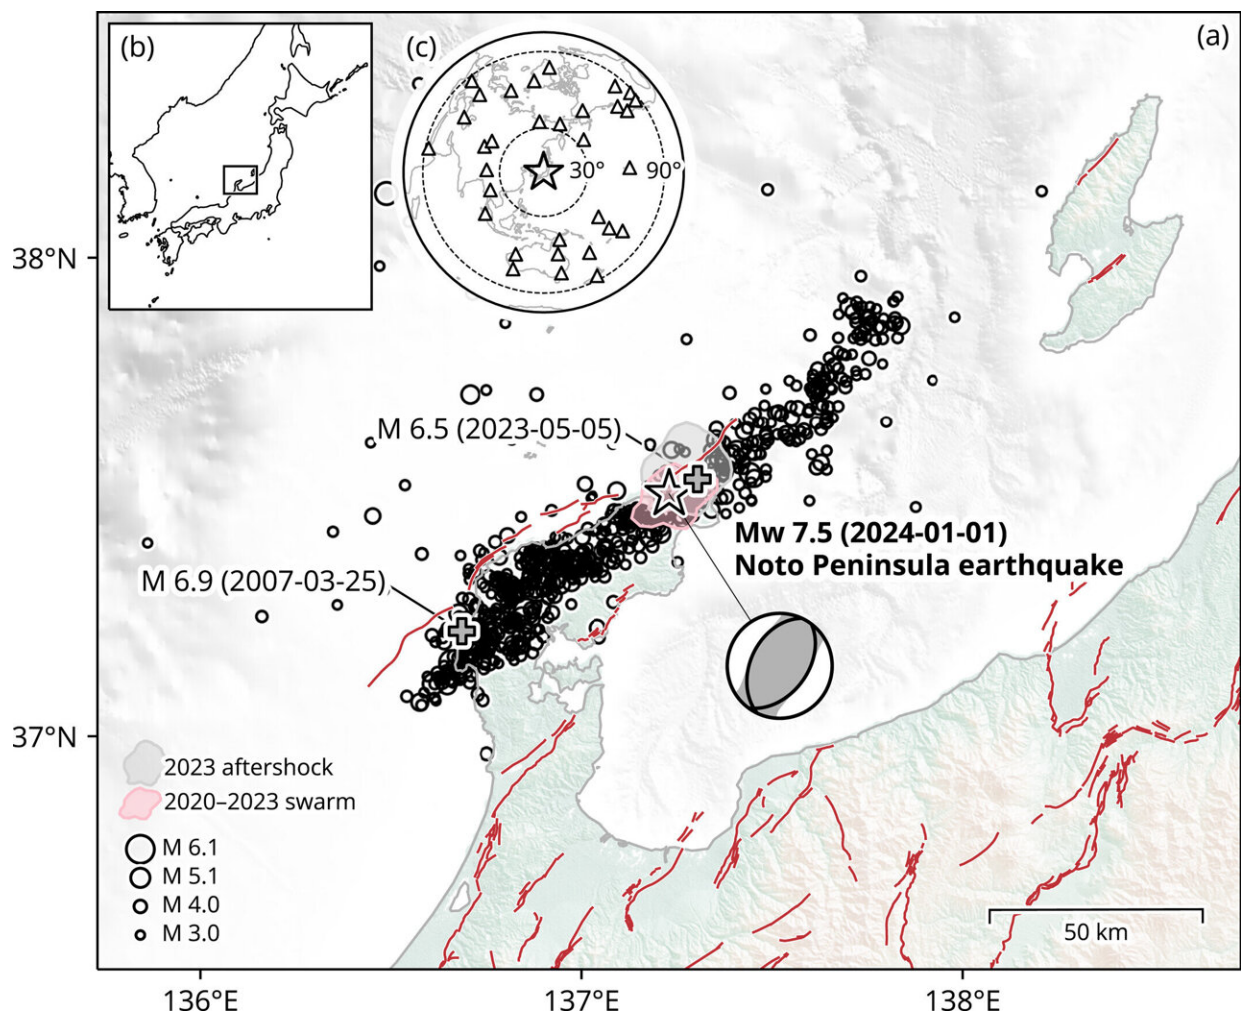 (b)
(c)
(a)
30°
90°
38°N
M 6.5 (2023-05-05)
Mw 7.5 (2024-01-01)
Noto Peninsula earthquake
M 6.9 (2007-03-25)
37°N
2023 aftershock
2020–2023 swarm
M 6.1
M 5.1
M 4.0
M 3.0
50 km
136°E
137°E
138°E